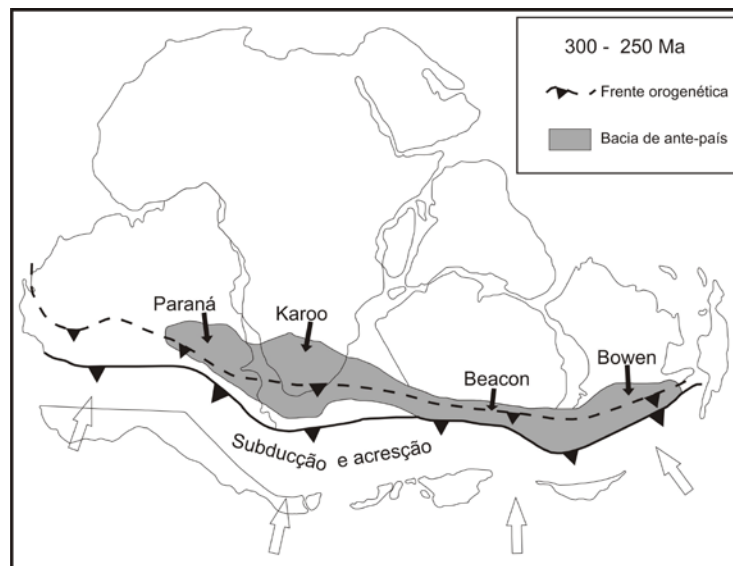 300 - 250 Ma
Frente orogenética
Bacia de ante-país
Paraná
Karoo
Beacon
Bowen
Subducção e acresção